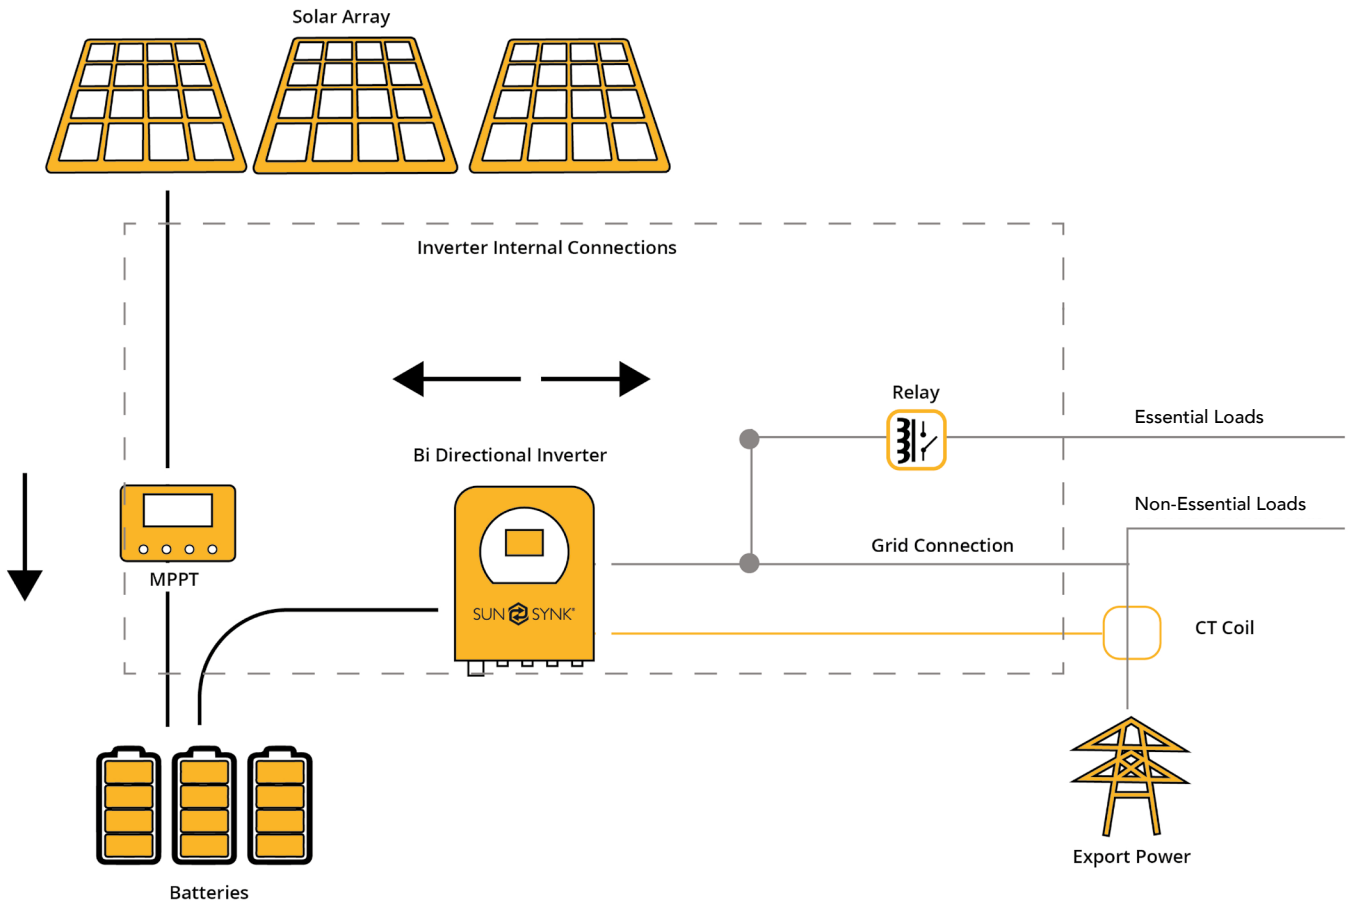 Solar Array
Inverter Internal Connections
Relay
Essential Loads
Bi Directional Inverter
Non-Essential Loads
Grid Connection
MPPT
SUN SYNK®
CT Coil
Export Power
Batteries